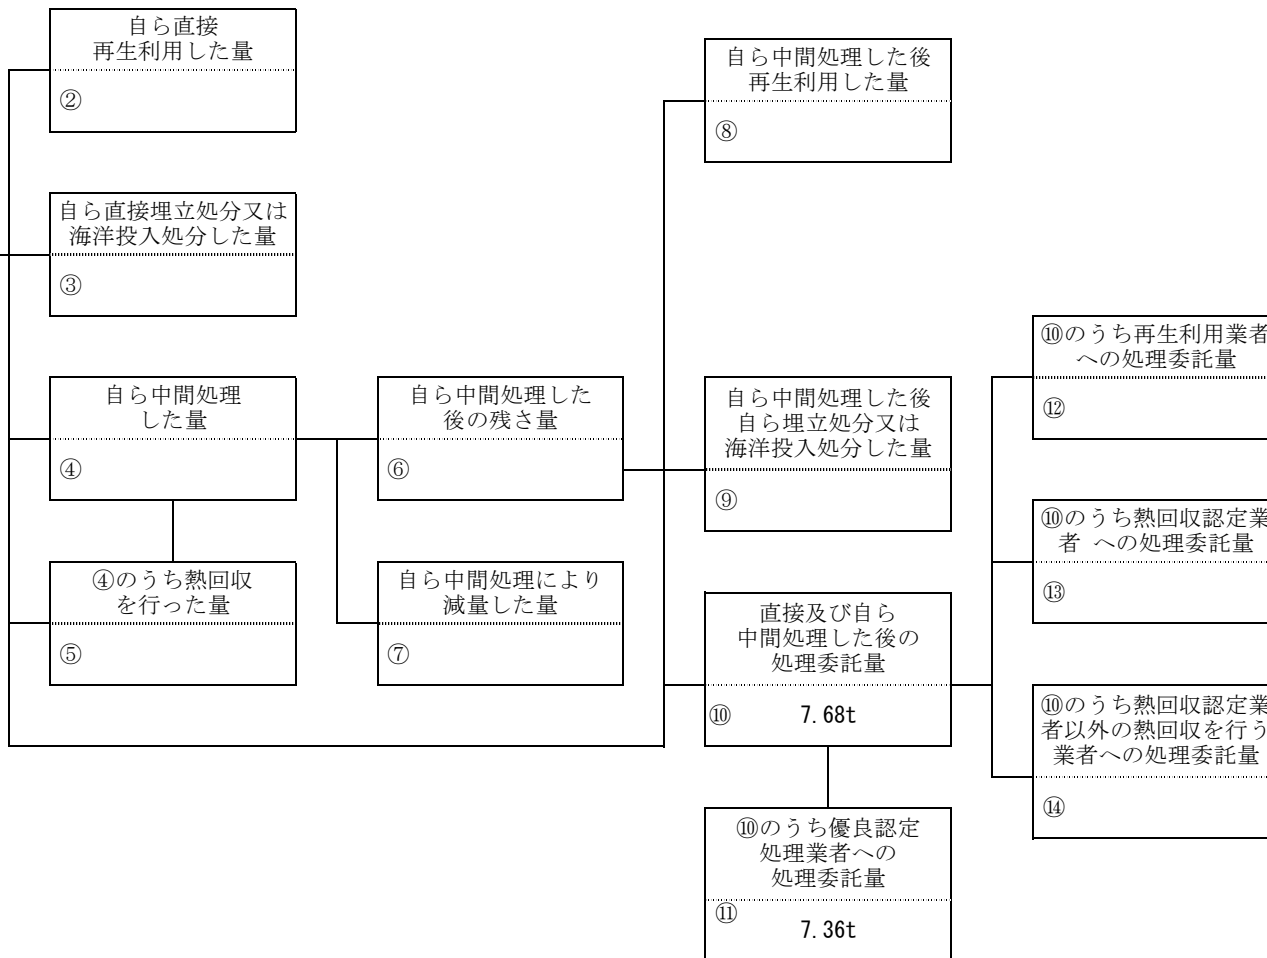 自ら直接
再生利用した量
②
自ら直接埋立処分又は
海洋投入処分した量
③
自ら中間処理
した量
④
④のうち熱回収
を行った量
⑤
自ら中間処理した
後の残さ量
⑥
自ら中間処理により
減量した量
⑦
自ら中間処理した後
再生利用した量
⑧
自ら中間処理した後
自ら埋立処分又は
海洋投入処分した量
⑨
直接及び自ら
中間処理した後の
処理委託量
⑩ 7.68t
⑩のうち優良認定
処理業者への
処理委託量
⑪ 7.36t
⑩のうち再生利用業者
への処理委託量
⑫
⑩のうち熱回収認定業
者 への処理委託量
⑬
⑩のうち熱回収認定業
者以外の熱回収を行う
業者への処理委託量
⑭